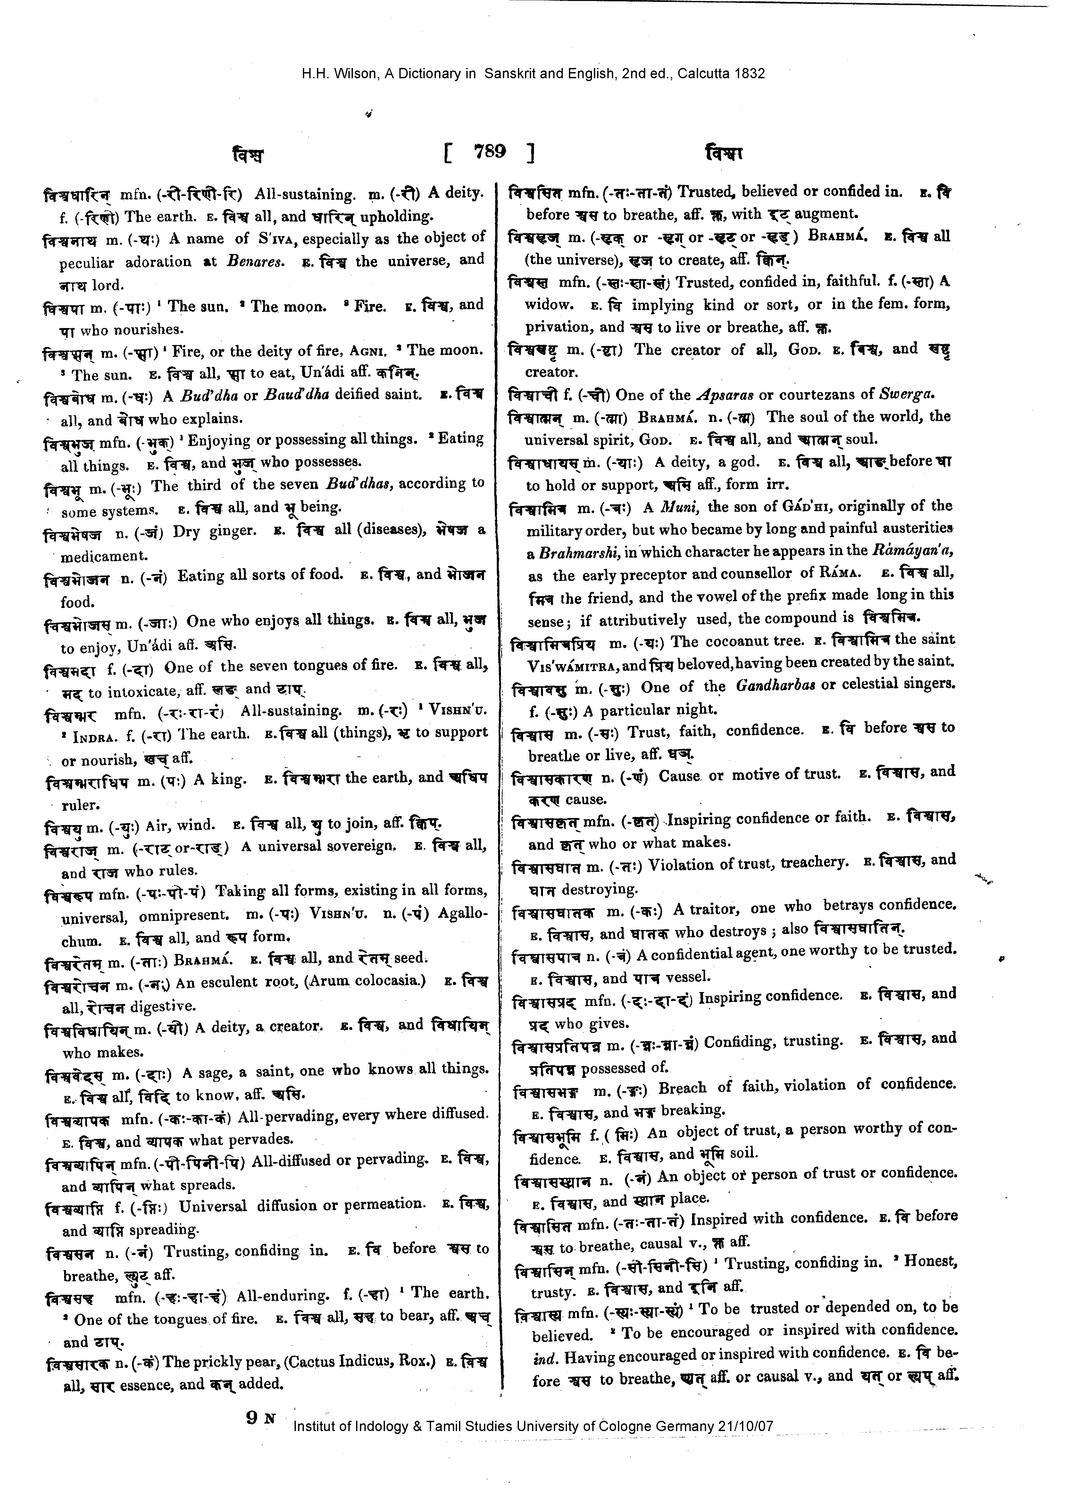 H.H. Wilson, A Dictionary in Sanskrit and English, 2nd ed., Calcutta 1832
विश्व [ 789 ] विश्वा
विश्वधारिन् mfn. (-री-रिणी-रि) All-sustaining. m. (-री) A deity.
f. (-रिणी) The earth. E. विश्व all, and धारिन् upholding.
विश्वनाथ m. (-थः) A name of S'IVA, especially as the object of
peculiar adoration at Benares. E. विश्व the universe, and
नाथ lord.
विश्वपा m. (-पाः) ¹ The sun. ² The moon. ³ Fire. E. विश्व, and
पा who nourishes.
विश्वप्सन् m. (-प्सा) ¹ Fire, or the deity of fire, AGNI. ² The moon.
³ The sun. E. विश्व all, प्सा to eat, Un'ádi aff. कनिन्.
विश्वबोध m. (-धः) A Bud'dha or Baud'dha deified saint. E. विश्व
all, and बोध who explains.
विश्वभुज् mfn. (-भुक्) ¹ Enjoying or possessing all things. ² Eating
all things. E. विश्व, and भुज् who possesses.
विश्वभू m. (-भूः) The third of the seven Bud'dhas, according to
some systems. E. विश्व all, and भू being.
विश्वभेषज n. (-जं) Dry ginger. E. विश्व all (diseases), भेषज a
medicament.
विश्वभोजन n. (-नं) Eating all sorts of food. E. विश्व, and भोजन
food.
विश्वभोजस् m. (-जाः) One who enjoys all things. E. विश्व all, भुज
to enjoy, Un'ádi aff. असि.
विश्वमदा f. (-दा) One of the seven tongues of fire. E. विश्व all,
मद् to intoxicate, aff. अङ् and टाप्.
विश्वम्भर mfn. (-रः-रा-रं) All-sustaining. m. (-रः) ¹ VISHN'U.
² INDRA. f. (-रा) The earth. E. विश्व all (things), भृ to support
or nourish, खच् aff.
विश्वम्भराधिप m. (पः) A king. E. विश्वम्भरा the earth, and अधिप
ruler.
विश्वयु m. (-युः) Air, wind. E. विश्व all, यु to join, aff. क्विप्.
विश्वराज् m. (-राट् or-राड्) A universal sovereign. E. विश्व all,
and राज who rules.
विश्वरूप mfn. (-पः-पी-पं) Taking all forms, existing in all forms,
universal, omnipresent. m. (-पः) VISHN'U. n. (-पं) Agallo-
chum. E. विश्व all, and रूप form.
विश्वरेतस् m. (-ताः) BRAHMÁ. E. विश्व all, and रेतस् seed.
विश्वरोचन m. (-नः) An esculent root, (Arum colocasia.) E. विश्व
all, रोचन digestive.
विश्वविधायिन् m. (-यी) A deity, a creator. E. विश्व, and विधायिन्
who makes.
विश्ववेदस् m. (-दाः) A sage, a saint, one who knows all things.
E. विश्व all, विदि to know, aff. असि.
विश्वव्यापक mfn. (-कः-का-कं) All-pervading, every where diffused.
E. विश्व, and व्यापक what pervades.
विश्वव्यापिन् mfn. (-पी-पिनी-पि) All-diffused or pervading. E. विश्व,
and व्यापिन् what spreads.
विश्वव्याप्ति f. (-प्तिः) Universal diffusion or permeation. E. विश्व,
and व्याप्ति spreading.
विश्वसन n. (-नं) Trusting, confiding in. E. वि before श्वस to
breathe, ल्युट् aff.
विश्वसह mfn. (-हः-हा-हं) All-enduring. f. (-हा) ¹ The earth.
² One of the tongues of fire. E. विश्व all, सह to bear, aff. अच्
and टाप्.
विश्वसारक n. (-कं) The prickly pear, (Cactus Indicus, Rox.) E. विश्व
all, सार essence, and कन् added.
विश्वसित mfn. (-तः-ता-तं) Trusted, believed or confided in. E. वि
before श्वस to breathe, aff. क्त, with इट् augment.
विश्वसृज् m. (-सृक् or -सृग् or -सृट् or -सृड्) BRAHMÁ. E. विश्व all
(the universe), सृज to create, aff. क्विन्.
विश्वस्त mfn. (-स्तः-स्ता-स्तं) Trusted, confided in, faithful. f. (-स्ता) A
widow. E. वि implying kind or sort, or in the fem. form,
privation, and श्वस to live or breathe, aff. क्त.
विश्वस्रष्टृ m. (-ष्टा) The creator of all, GOD. E. विश्व, and स्रष्टृ
creator.
विश्वाची f. (-ची) One of the Apsaras or courtezans of Swerga.
विश्वात्मन् m. (-त्मा) BRAHMÁ. n. (-त्म) The soul of the world, the
universal spirit, GOD. E. विश्व all, and आत्मन् soul.
विश्वाधायस् m. (-याः) A deity, a god. E. विश्व all, आङ् before धा
to hold or support, असि aff., form irr.
विश्वामित्र m. (-त्रः) A Muni, the son of GÁD'HI, originally of the
military order, but who became by long and painful austerities
a Brahmarshi, in which character he appears in the Rámáyan'a,
as the early preceptor and counsellor of RÁMA. E. विश्व all,
मित्र the friend, and the vowel of the prefix made long in this
sense; if attributively used, the compound is विश्वमित्र.
विश्वामित्रप्रिय m. (-यः) The cocoanut tree. E. विश्वामित्र the saint
VIS'WÁMITRA, and प्रिय beloved, having been created by the saint.
विश्वावसु m. (-सुः) One of the Gandharbas or celestial singers.
f. (-सुः) A particular night.
विश्वास m. (-सः) Trust, faith, confidence. E. वि before श्वस to
breathe or live, aff. घञ्.
विश्वासकारण n. (-णं) Cause or motive of trust. E. विश्वास, and
करण cause.
विश्वासकृत् mfn. (-कृत्) Inspiring confidence or faith. E. विश्वास,
and कृत् who or what makes.
विश्वासघात m. (-तः) Violation of trust, treachery. E. विश्वास, and
घात destroying.
विश्वासघातक m. (-कः) A traitor, one who betrays confidence.
E. विश्वास, and घातक who destroys; also विश्वासघातिन्.
विश्वासपात्र n. (-त्रं) A confidential agent, one worthy to be trusted.
E. विश्वास, and पात्र vessel.
विश्वासप्रद mfn. (-दः-दा-दं) Inspiring confidence. E. विश्वास, and
प्रद who gives.
विश्वासप्रतिपन्न m. (-न्नः-न्ना-न्नं) Confiding, trusting. E. विश्वास, and
प्रतिपन्न possessed of.
विश्वासभङ्ग m. (-ङ्गः) Breach of faith, violation of confidence.
E. विश्वास, and भङ्ग breaking.
विश्वासभूमि f. ( मिः) An object of trust, a person worthy of con-
fidence. E. विश्वास, and भूमि soil.
विश्वासस्थान n. (-नं) An object or person of trust or confidence.
E. विश्वास, and स्थान place.
विश्वासित mfn. (-तः-ता-तं) Inspired with confidence. E. वि before
श्वस to breathe, causal v., क्त aff.
विश्वासिन् mfn. (-सी-सिनी-सि) ¹ Trusting, confiding in. ² Honest,
trusty. E. विश्वास, and इनि aff.
विश्वास्य mfn. (-स्यः-स्या-स्यं) ¹ To be trusted or depended on, to be
believed. ² To be encouraged or inspired with confidence.
ind. Having encouraged or inspired with confidence. E. वि be-
fore श्वस to breathe, ण्यत् aff. or causal v., and यत् or ल्यप् aff.
9 N
Institut of Indology & Tamil Studies University of Cologne Germany 21/10/07